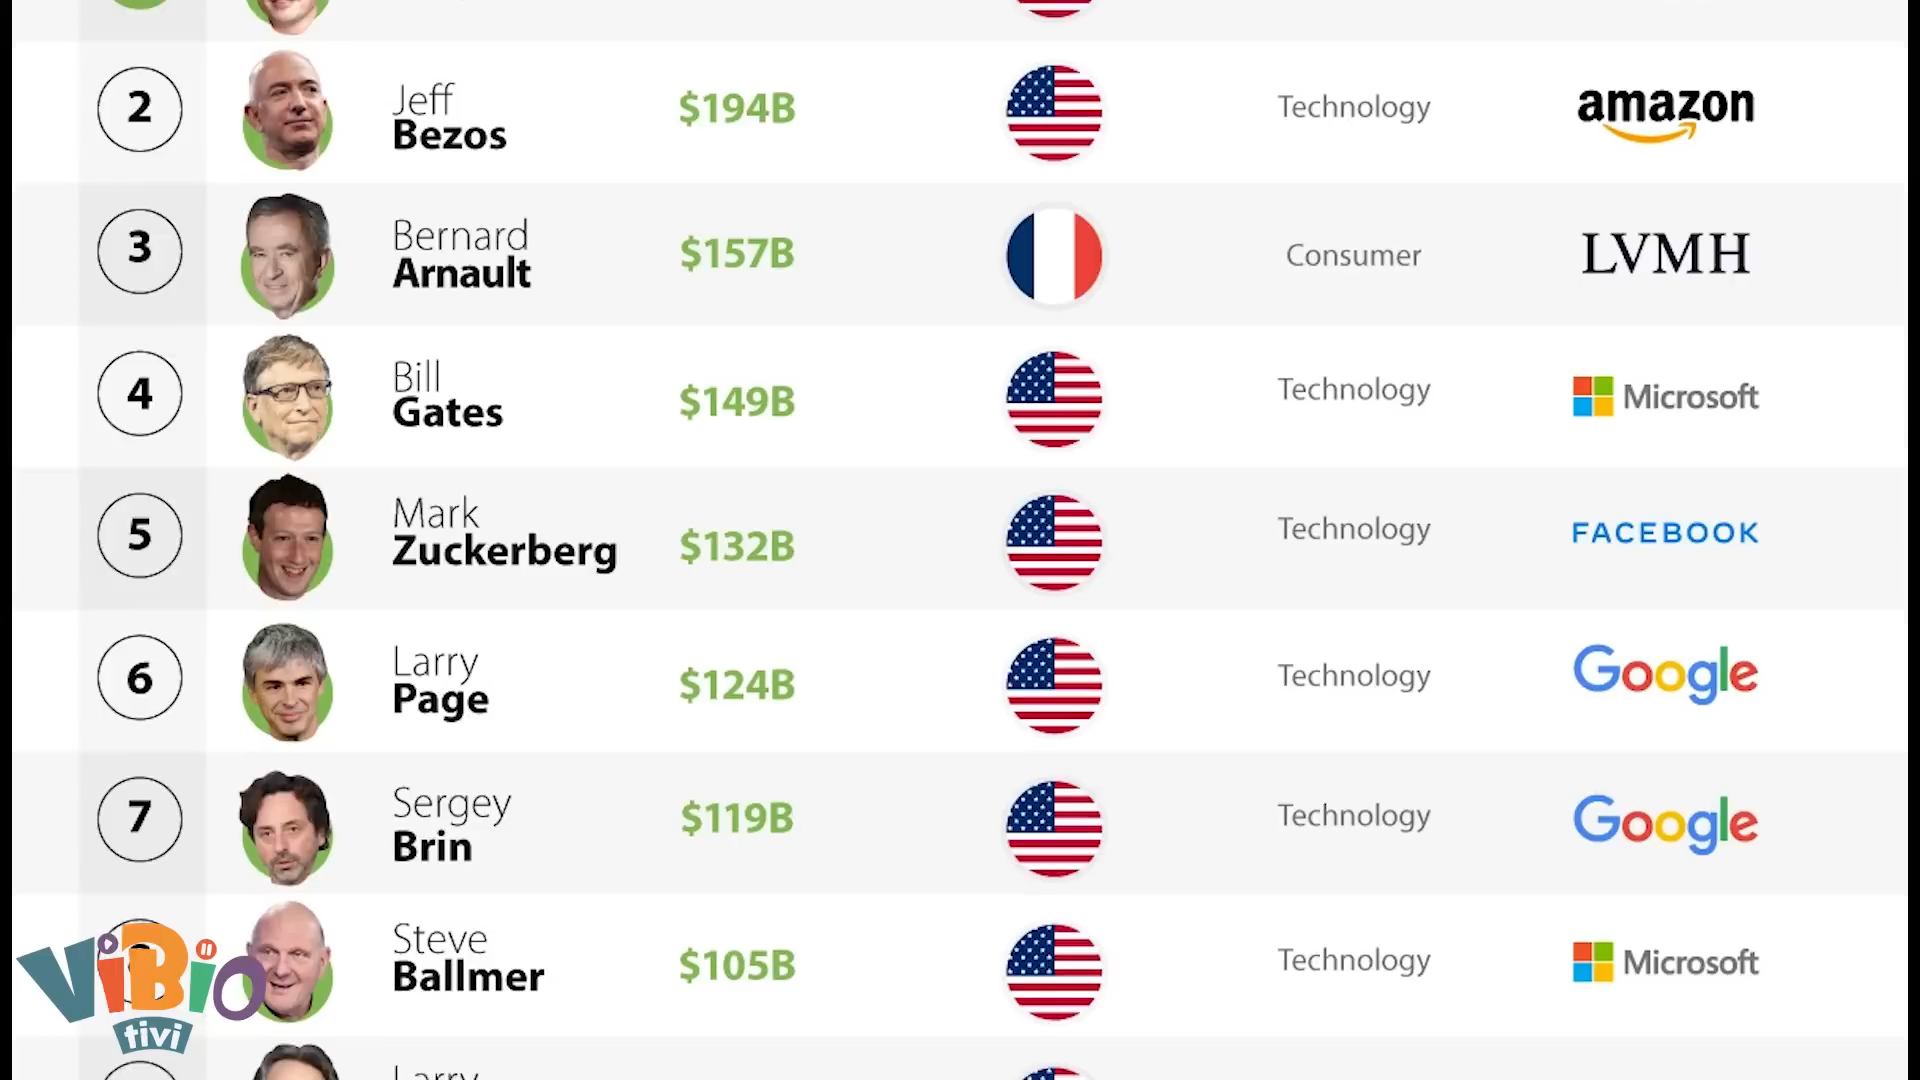 2
Jeff
Bezos
$194B
Technology
amazon
3
Bernard
Arnault
$157B
Consumer
LVMH
4
Bill
Gates
$149B
Technology
Microsoft
5
Mark
Zuckerberg
$132B
Technology
FACEBOOK
6
Larry
Page
$124B
Technology
Google
7
Sergey
Brin
$119B
Technology
Google
Steve
Ballmer
$105B
Technology
Microsoft
ViBio
tivi
Larry